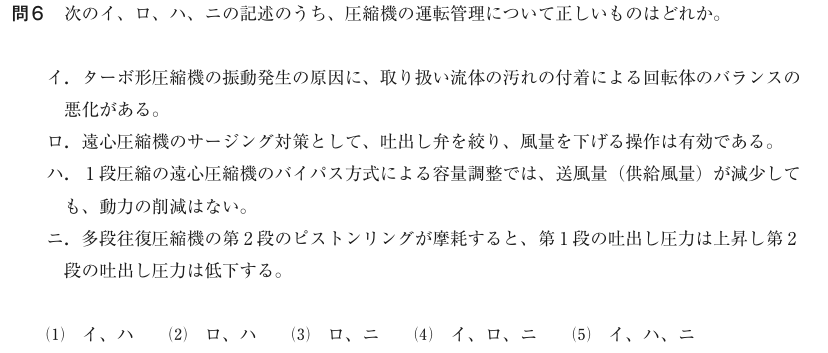 問6　次のイ、ロ、ハ、ニの記述のうち、圧縮機の運転管理について正しいものはどれか。
イ．ターボ形圧縮機の振動発生の原因に、取り扱い流体の汚れの付着による回転体のバランスの
悪化がある。
ロ．遠心圧縮機のサージング対策として、吐出し弁を絞り、風量を下げる操作は有効である。
ハ．１段圧縮の遠心圧縮機のバイパス方式による容量調整では、送風量（供給風量）が減少して
も、動力の削減はない。
ニ．多段往復圧縮機の第２段のピストンリングが摩耗すると、第１段の吐出し圧力は上昇し第２
段の吐出し圧力は低下する。
(1)　イ、ハ　　(2)　ロ、ハ　　(3)　ロ、ニ　　(4)　イ、ロ、ニ　　(5)　イ、ハ、ニ